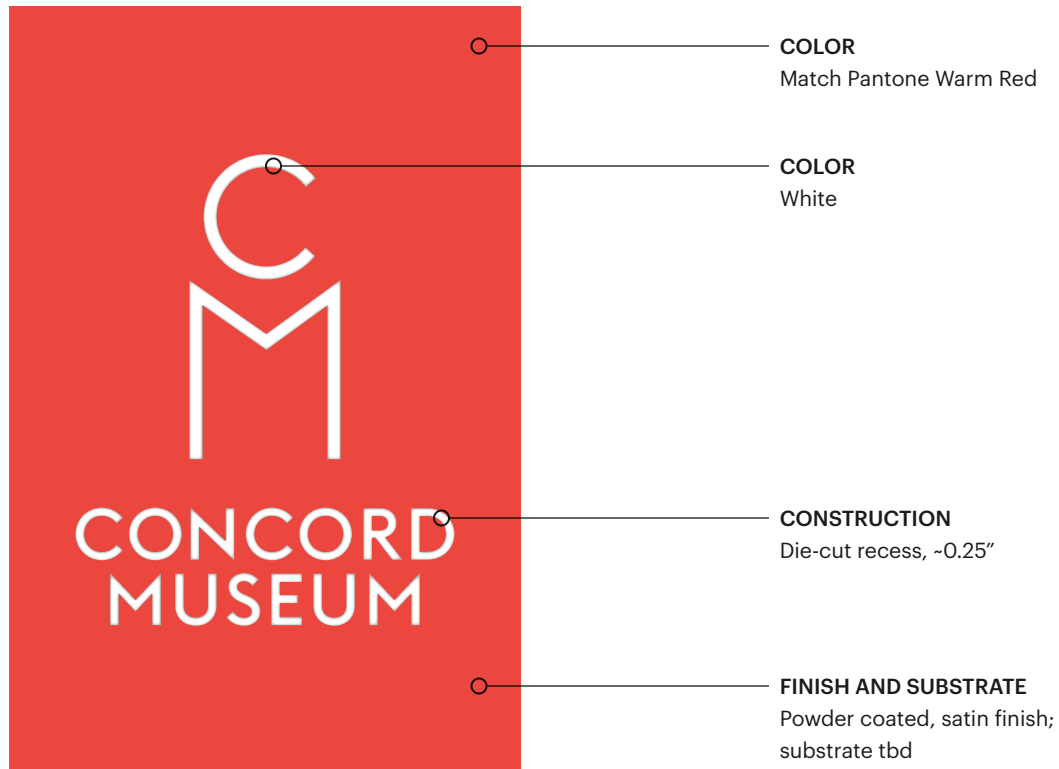 C
M
CONCORD
MUSEUM
COLOR
Match Pantone Warm Red
COLOR
White
CONSTRUCTION
Die-cut recess, ~0.25”
FINISH AND SUBSTRATE
Powder coated, satin finish;
substrate tbd